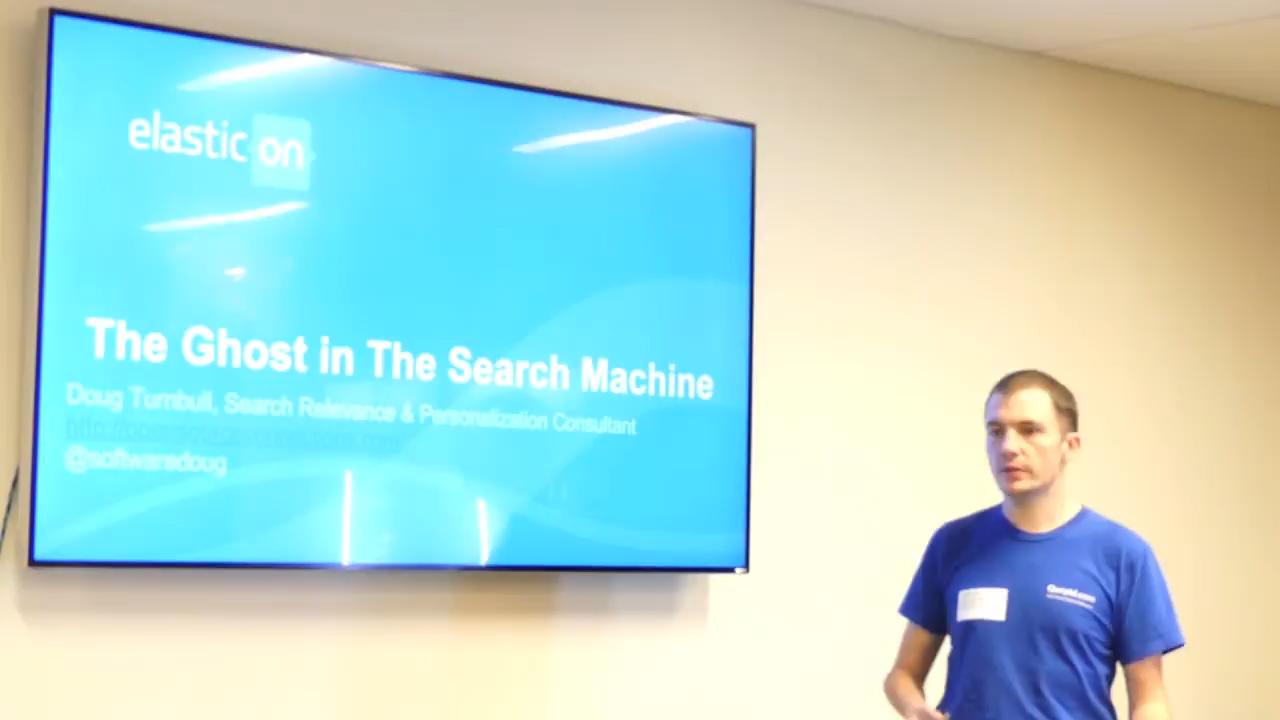 elastic on
The Ghost in The Search Machine
Doug Turnbull, Search Relevance & Personalization Consultant
@softwaredoug